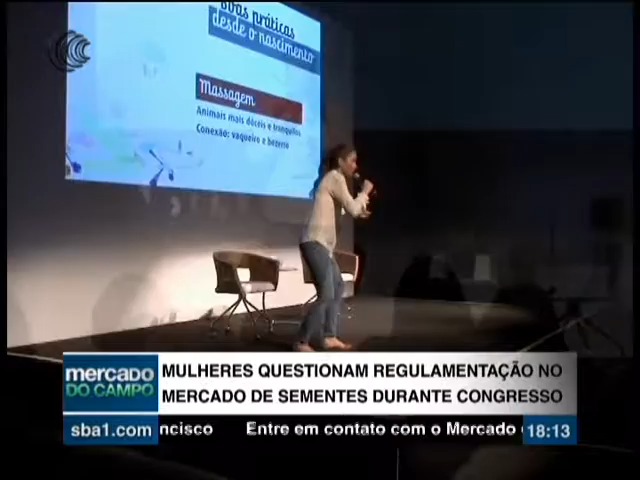 Boas práticas
desde o nascimento
Massagem
Animais mais dóceis e tranquilos
Conexão: vaqueiro e bezerro
mercado
DO CAMPO
MULHERES QUESTIONAM REGULAMENTAÇÃO NO
MERCADO DE SEMENTES DURANTE CONGRESSO
sba1.com
ncisco Entre em contato com o Mercado
18:13